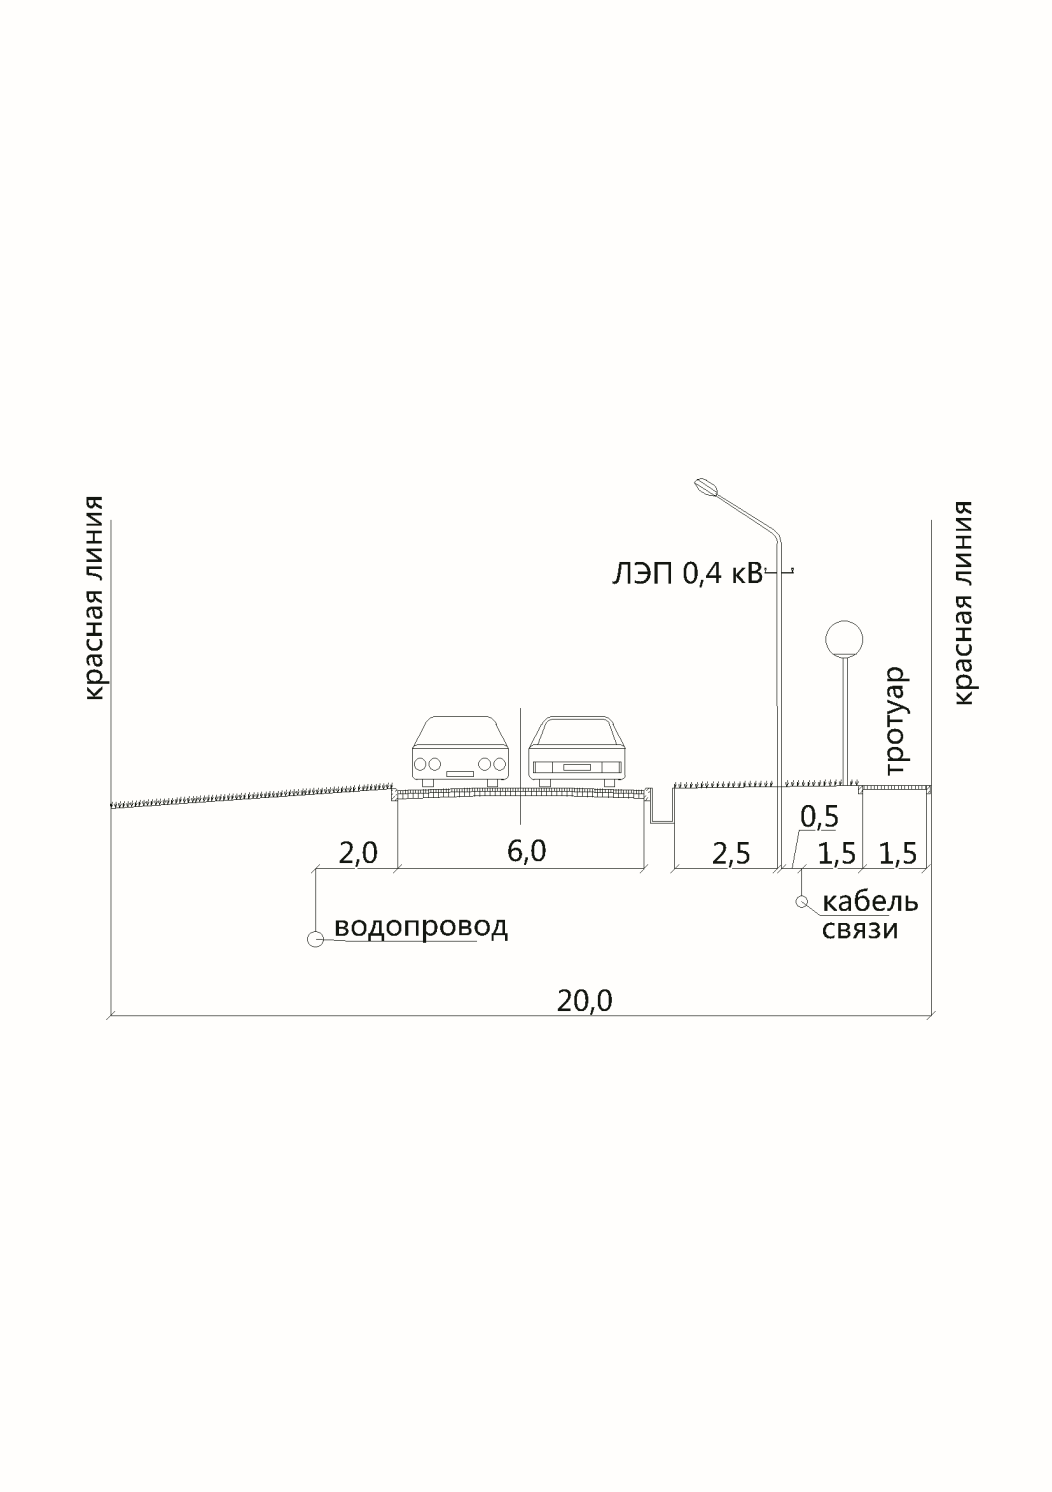 красная линия
красная линия
ЛЭП 0,4 кВ
тротуар
0,5
2,0
6,0
2,5
1,5
1,5
кабель
связи
водопровод
20,0